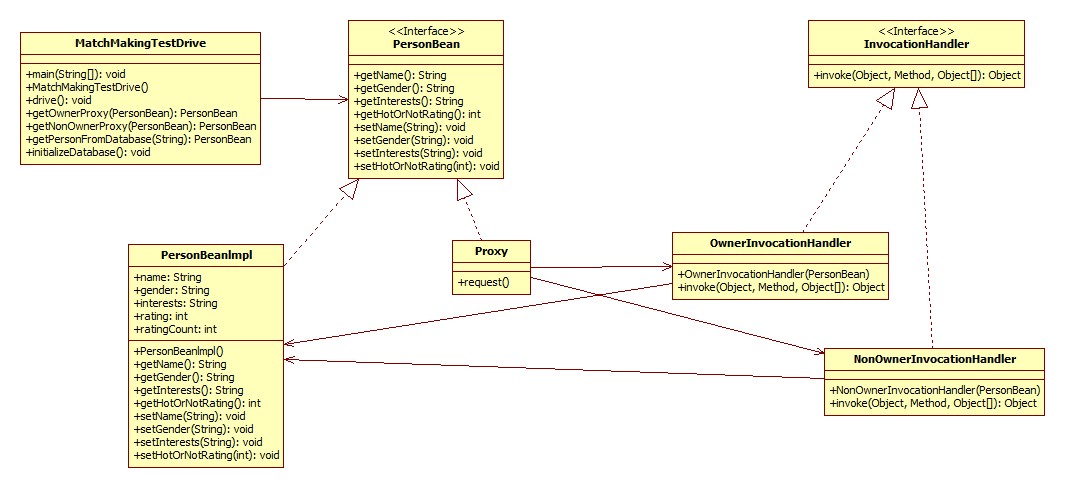 MatchMakingTestDrive
+main(String[]): void
+MatchMakingTestDrive()
+drive(): void
+getOwnerProxy(PersonBean): PersonBean
+getNonOwnerProxy(PersonBean): PersonBean
+getPersonFromDatabase(String): PersonBean
+initializeDatabase(): void
<<Interface>>
PersonBean
+getName(): String
+getGender(): String
+getInterests(): String
+getHotOrNotRating(): int
+setName(String): void
+setGender(String): void
+setInterests(String): void
+setHotOrNotRating(int): void
<<Interface>>
InvocationHandler
+invoke(Object, Method, Object[]): Object
PersonBeanImpl
+name: String
+gender: String
+interests: String
+rating: int
+ratingCount: int
+PersonBeanImpl()
+getName(): String
+getGender(): String
+getInterests(): String
+getHotOrNotRating(): int
+setName(String): void
+setGender(String): void
+setInterests(String): void
+setHotOrNotRating(int): void
Proxy
+request()
OwnerInvocationHandler
+OwnerInvocationHandler(PersonBean)
+invoke(Object, Method, Object[]): Object
NonOwnerInvocationHandler
+NonOwnerInvocationHandler(PersonBean)
+invoke(Object, Method, Object[]): Object